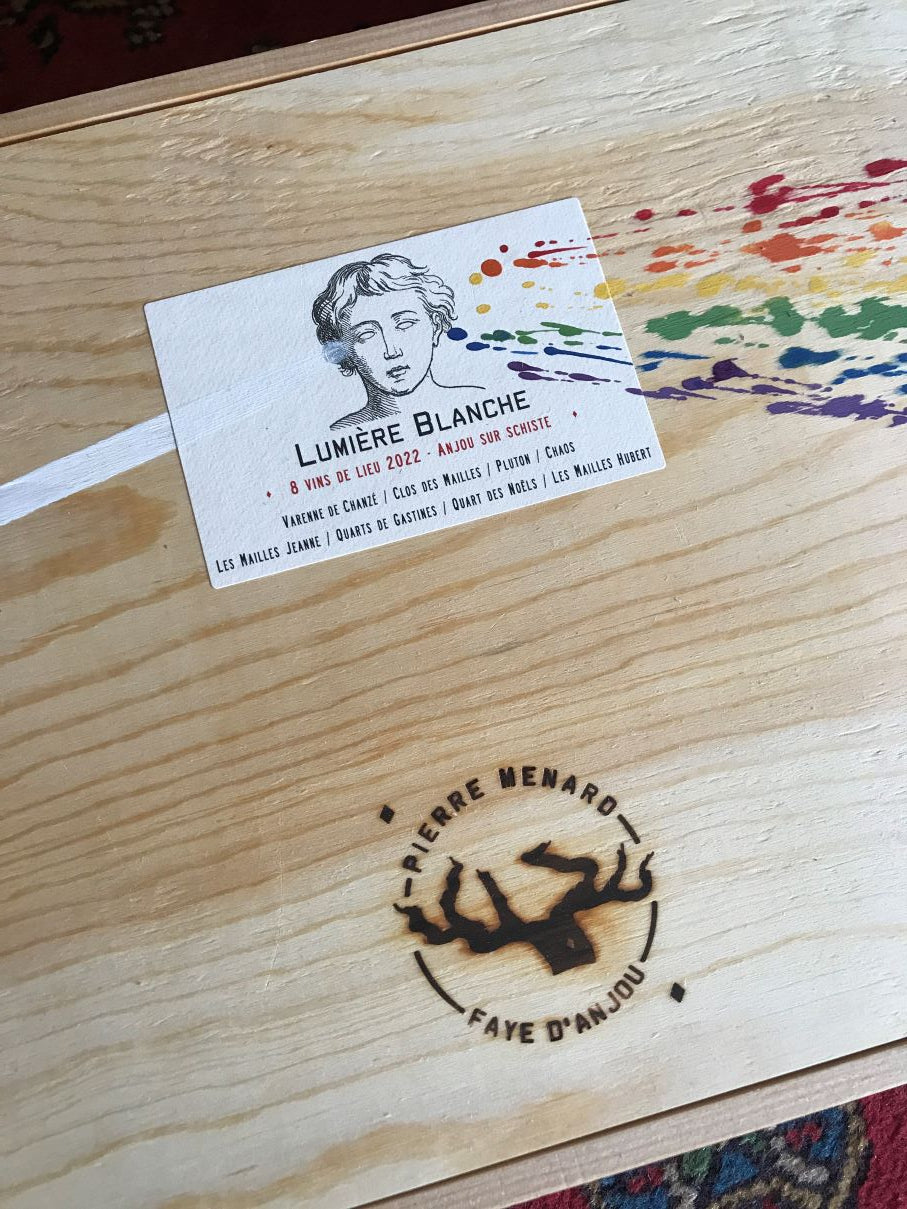 Lumière Blanche
8 vins de lieu 2022 - Anjou sur schiste
Varenne de Chanzé / Clos des Mailles / Pluton / Chaos
Les Mailles Jeanne / Quarts de Gastines / Quart des Noëls / Les Mailles Hubert
PIERRE MENARD
FAYE D'ANJOU